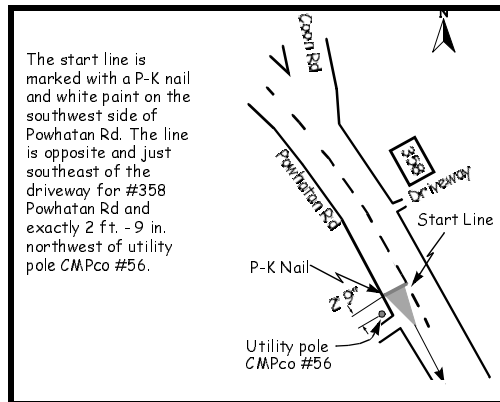 The start line is
marked with a P-K nail
and white paint on the
southwest side of
Powhatan Rd. The line
is opposite and just
southeast of the
driveway for #358
Powhatan Rd and
exactly 2 ft. - 9 in.
northwest of utility
pole CMPco #56.
N
Coon Rd
358
Driveway
Powhatan Rd
Start Line
P-K Nail
2' 9"
Utility pole
CMPco #56